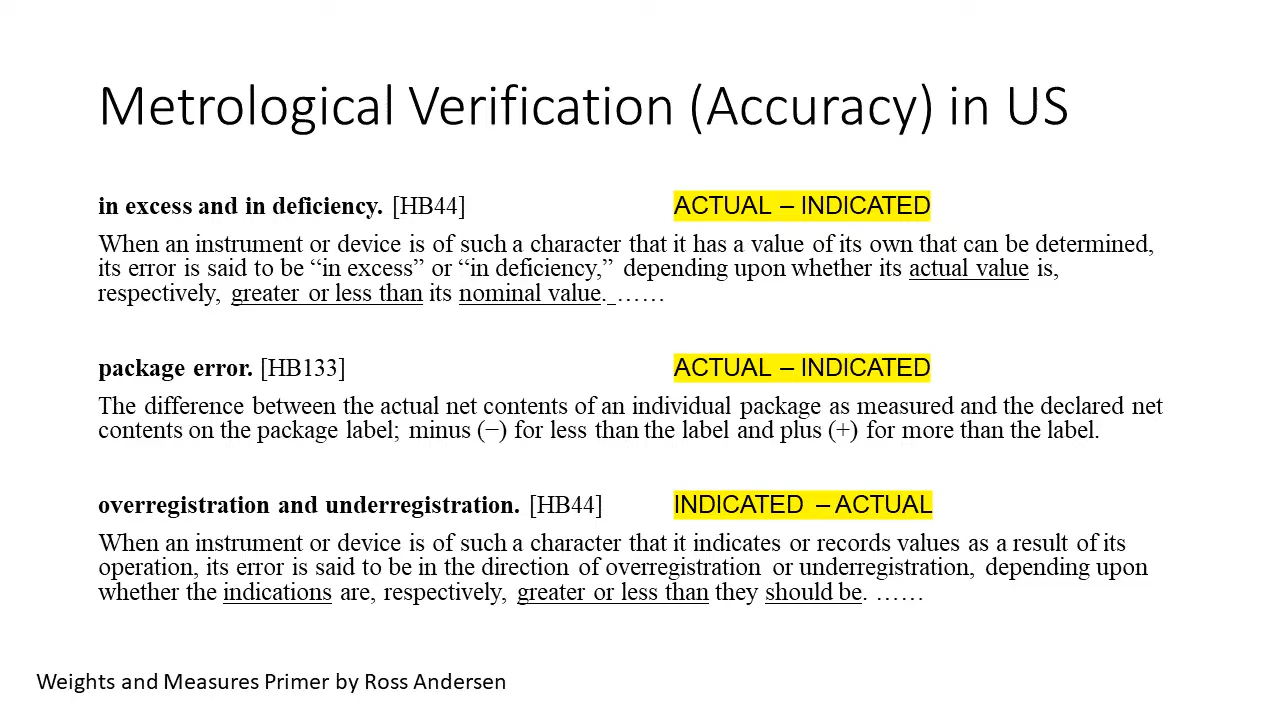 Metrological Verification (Accuracy) in US
in excess and in deficiency. [HB44] ACTUAL – INDICATED
When an instrument or device is of such a character that it has a value of its own that can be determined,
its error is said to be “in excess” or “in deficiency,” depending upon whether its actual value is,
respectively, greater or less than its nominal value. ……
package error. [HB133] ACTUAL – INDICATED
The difference between the actual net contents of an individual package as measured and the declared net
contents on the package label; minus (−) for less than the label and plus (+) for more than the label.
overregistration and underregistration. [HB44] INDICATED – ACTUAL
When an instrument or device is of such a character that it indicates or records values as a result of its
operation, its error is said to be in the direction of overregistration or underregistration, depending upon
whether the indications are, respectively, greater or less than they should be. ……
Weights and Measures Primer by Ross Andersen